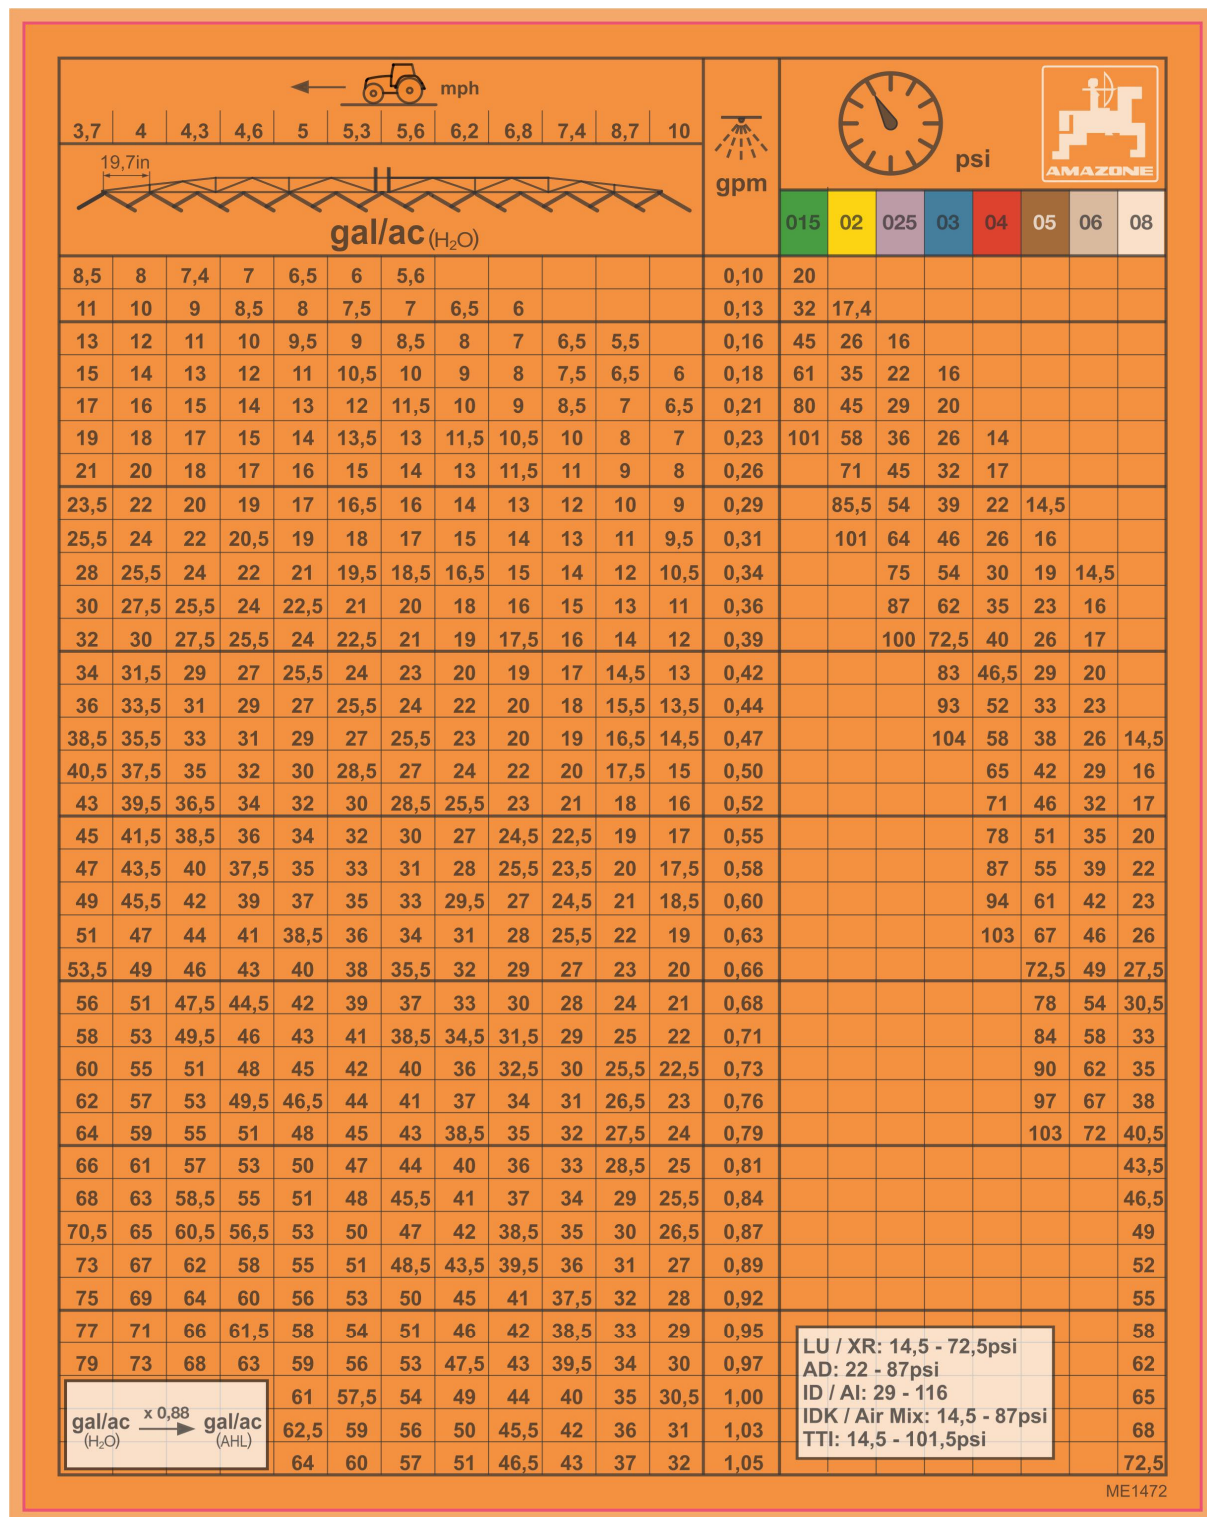 mph
3,7 4 4,3 4,6 5 5,3 5,6 6,2 6,8 7,4 8,7 10
19,7in
gal/ac (H₂O)
gpm
psi
AMAZONE
015 02 025 03 04 05 06 08
8,5 8 7,4 7 6,5 6 5,6 0,10 20
11 10 9 8,5 8 7,5 7 6,5 6 0,13 32 17,4
13 12 11 10 9,5 9 8,5 8 7 6,5 5,5 0,16 45 26 16
15 14 13 12 11 10,5 10 9 8 7,5 6,5 6 0,18 61 35 22 16
17 16 15 14 13 12 11,5 10 9 8,5 7 6,5 0,21 80 45 29 20
19 18 17 15 14 13,5 13 11,5 10,5 10 8 7 0,23 101 58 36 26 14
21 20 18 17 16 15 14 13 11,5 11 9 8 0,26 71 45 32 17
23,5 22 20 19 17 16,5 16 14 13 12 10 9 0,29 85,5 54 39 22 14,5
25,5 24 22 20,5 19 18 17 15 14 13 11 9,5 0,31 101 64 46 26 16
28 25,5 24 22 21 19,5 18,5 16,5 15 14 12 10,5 0,34 75 54 30 19 14,5
30 27,5 25,5 24 22,5 21 20 18 16 15 13 11 0,36 87 62 35 23 16
32 30 27,5 25,5 24 22,5 21 19 17,5 16 14 12 0,39 100 72,5 40 26 17
34 31,5 29 27 25,5 24 23 20 19 17 14,5 13 0,42 83 46,5 29 20
36 33,5 31 29 27 25,5 24 22 20 18 15,5 13,5 0,44 93 52 33 23
38,5 35,5 33 31 29 27 25,5 23 20 19 16,5 14,5 0,47 104 58 38 26 14,5
40,5 37,5 35 32 30 28,5 27 24 22 20 17,5 15 0,50 65 42 29 16
43 39,5 36,5 34 32 30 28,5 25,5 23 21 18 16 0,52 71 46 32 17
45 41,5 38,5 36 34 32 30 27 24,5 22,5 19 17 0,55 78 51 35 20
47 43,5 40 37,5 35 33 31 28 25,5 23,5 20 17,5 0,58 87 55 39 22
49 45,5 42 39 37 35 33 29,5 27 24,5 21 18,5 0,60 94 61 42 23
51 47 44 41 38,5 36 34 31 28 25,5 22 19 0,63 103 67 46 26
53,5 49 46 43 40 38 35,5 32 29 27 23 20 0,66 72,5 49 27,5
56 51 47,5 44,5 42 39 37 33 30 28 24 21 0,68 78 54 30,5
58 53 49,5 46 43 41 38,5 34,5 31,5 29 25 22 0,71 84 58 33
60 55 51 48 45 42 40 36 32,5 30 25,5 22,5 0,73 90 62 35
62 57 53 49,5 46,5 44 41 37 34 31 26,5 23 0,76 97 67 38
64 59 55 51 48 45 43 38,5 35 32 27,5 24 0,79 103 72 40,5
66 61 57 53 50 47 44 40 36 33 28,5 25 0,81 43,5
68 63 58,5 55 51 48 45,5 41 37 34 29 25,5 0,84 46,5
70,5 65 60,5 56,5 53 50 47 42 38,5 35 30 26,5 0,87 49
73 67 62 58 55 51 48,5 43,5 39,5 36 31 27 0,89 52
75 69 64 60 56 53 50 45 41 37,5 32 28 0,92 55
77 71 66 61,5 58 54 51 46 42 38,5 33 29 0,95 58
79 73 68 63 59 56 53 47,5 43 39,5 34 30 0,97 62
61 57,5 54 49 44 40 35 30,5 1,00 65
62,5 59 56 50 45,5 42 36 31 1,03 68
64 60 57 51 46,5 43 37 32 1,05 72,5
gal/ac x 0,88 gal/ac
(H₂O) (AHL)
LU / XR: 14,5 - 72,5psi
AD: 22 - 87psi
ID / AI: 29 - 116
IDK / Air Mix: 14,5 - 87psi
TTI: 14,5 - 101,5psi
ME1472